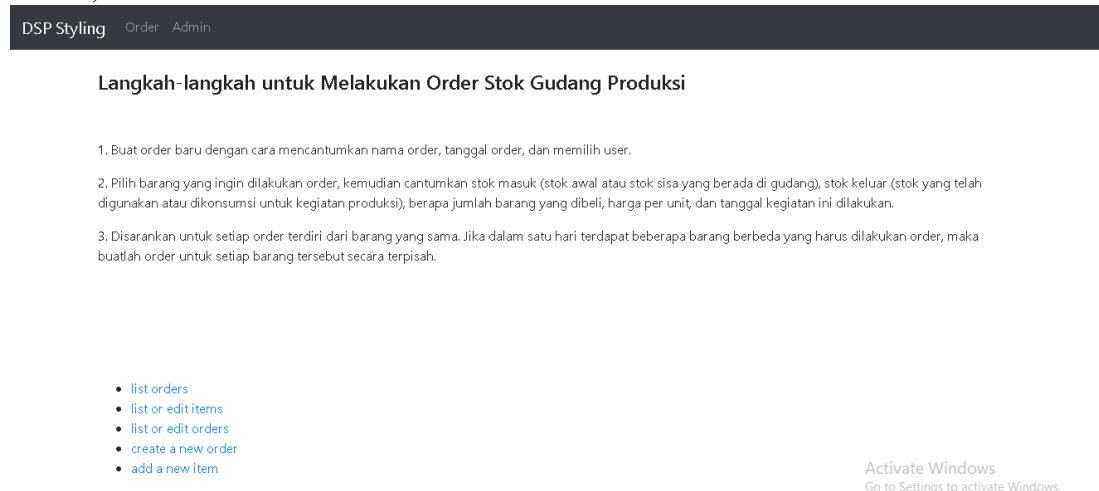 DSP Styling Order Admin
Langkah-langkah untuk Melakukan Order Stok Gudang Produksi
1. Buat order baru dengan cara mencantumkan nama order, tanggal order, dan memilih user.
2. Pilih barang yang ingin dilakukan order, kemudian cantumkan stok masuk (stok awal atau stok sisa yang berada di gudang), stok keluar (stok yang telah
digunakan atau dikonsumsi untuk kegiatan produksi), berapa jumlah barang yang dibeli, harga per unit, dan tanggal kegiatan ini dilakukan.
3. Disarankan untuk setiap order terdiri dari barang yang sama. Jika dalam satu hari terdapat beberapa barang berbeda yang harus dilakukan order, maka
buatlah order untuk setiap barang tersebut secara terpisah.
• list orders
• list or edit items
• list or edit orders
• create a new order
• add a new item
Activate Windows
Go to Settings to activate Windows.